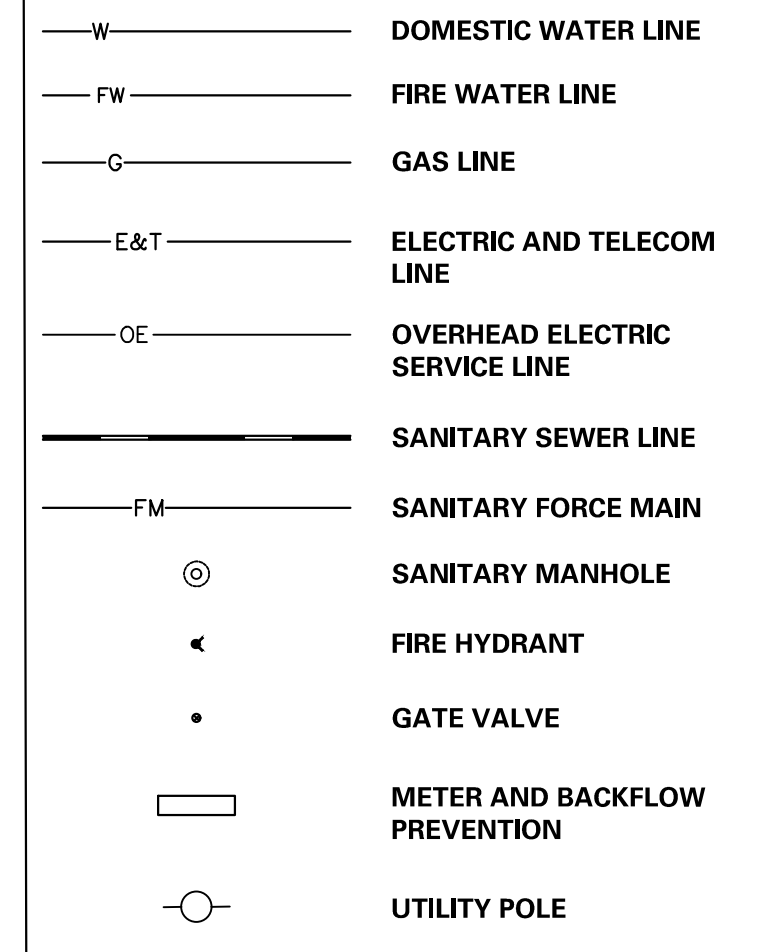 W DOMESTIC WATER LINE
FW FIRE WATER LINE
G GAS LINE
E&T ELECTRIC AND TELECOM
LINE
OE OVERHEAD ELECTRIC
SERVICE LINE
SANITARY SEWER LINE
FM SANITARY FORCE MAIN
SANITARY MANHOLE
FIRE HYDRANT
GATE VALVE
METER AND BACKFLOW
PREVENTION
UTILITY POLE